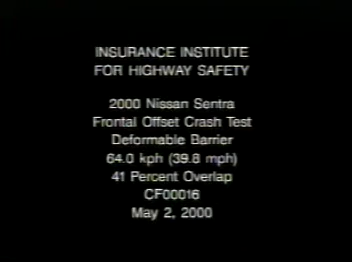 INSURANCE INSTITUTE
FOR HIGHWAY SAFETY
2000 Nissan Sentra
Frontal Offset Crash Test
Deformable Barrier
64.0 kph (39.8 mph)
41 Percent Overlap
CF00016
May 2, 2000